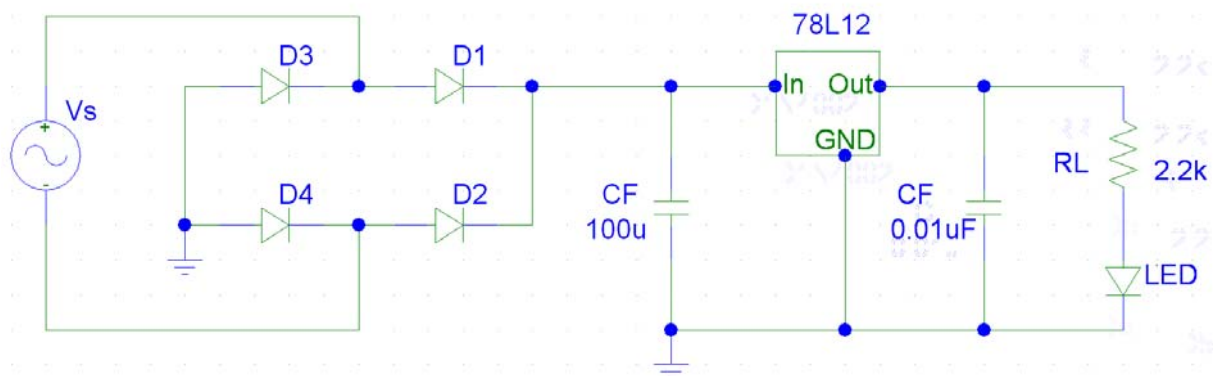 78L12
D3
D1
Vs
+
-
In
Out
GND
D4
D2
CF
100u
CF
0.01uF
RL
2.2k
LED